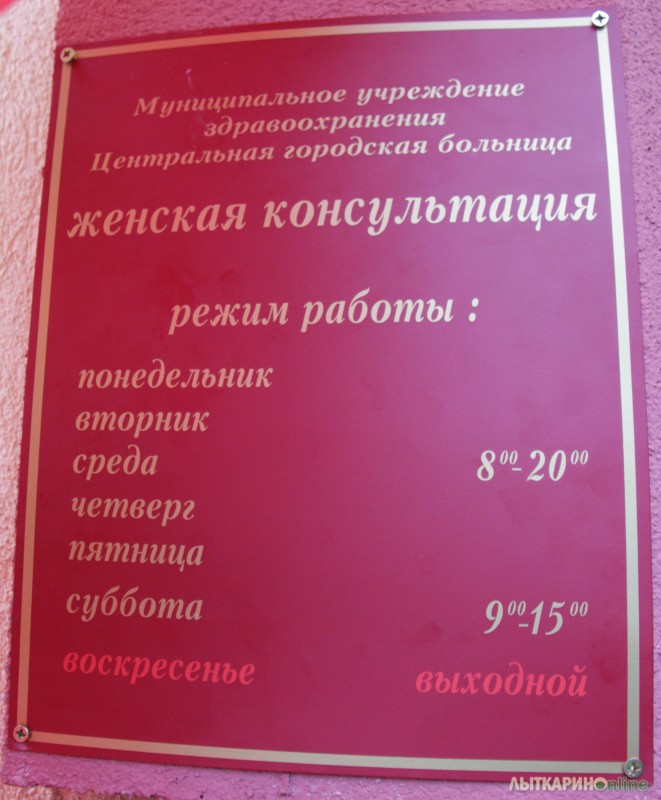 Муниципальное учреждение
здравоохранения
Центральная городская больница
женская консультация
режим работы :
понедельник
вторник
среда 8⁰⁰-20⁰⁰
четверг
пятница
суббота 9⁰⁰-15⁰⁰
воскресенье выходной
ЛЫТКАРИНОonline